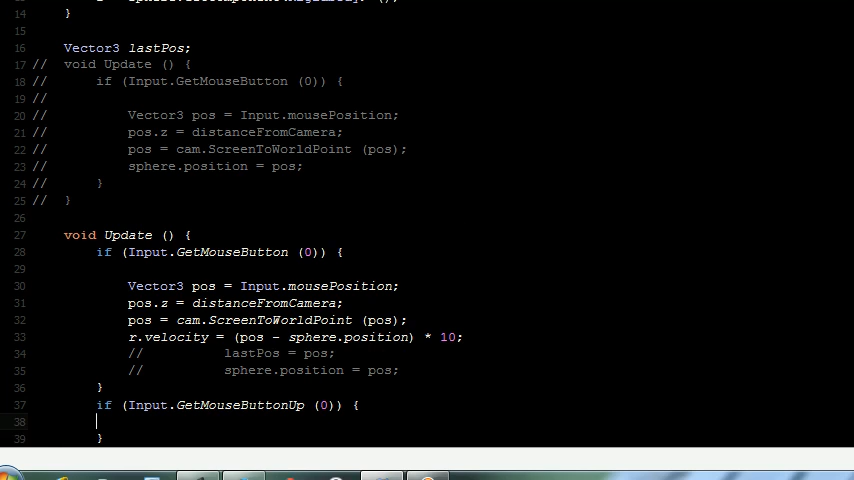 14 }
15
16 Vector3 lastPos;
17 // void Update () {
18 // if (Input.GetMouseButton (0)) {
19 //
20 // Vector3 pos = Input.mousePosition;
21 // pos.z = distanceFromCamera;
22 // pos = cam.ScreenToWorldPoint (pos);
23 // sphere.position = pos;
24 // }
25 // }
26
27 void Update () {
28 if (Input.GetMouseButton (0)) {
29
30 Vector3 pos = Input.mousePosition;
31 pos.z = distanceFromCamera;
32 pos = cam.ScreenToWorldPoint (pos);
33 r.velocity = (pos - sphere.position) * 10;
34 // lastPos = pos;
35 // sphere.position = pos;
36 }
37 if (Input.GetMouseButtonUp (0)) {
38
39 }